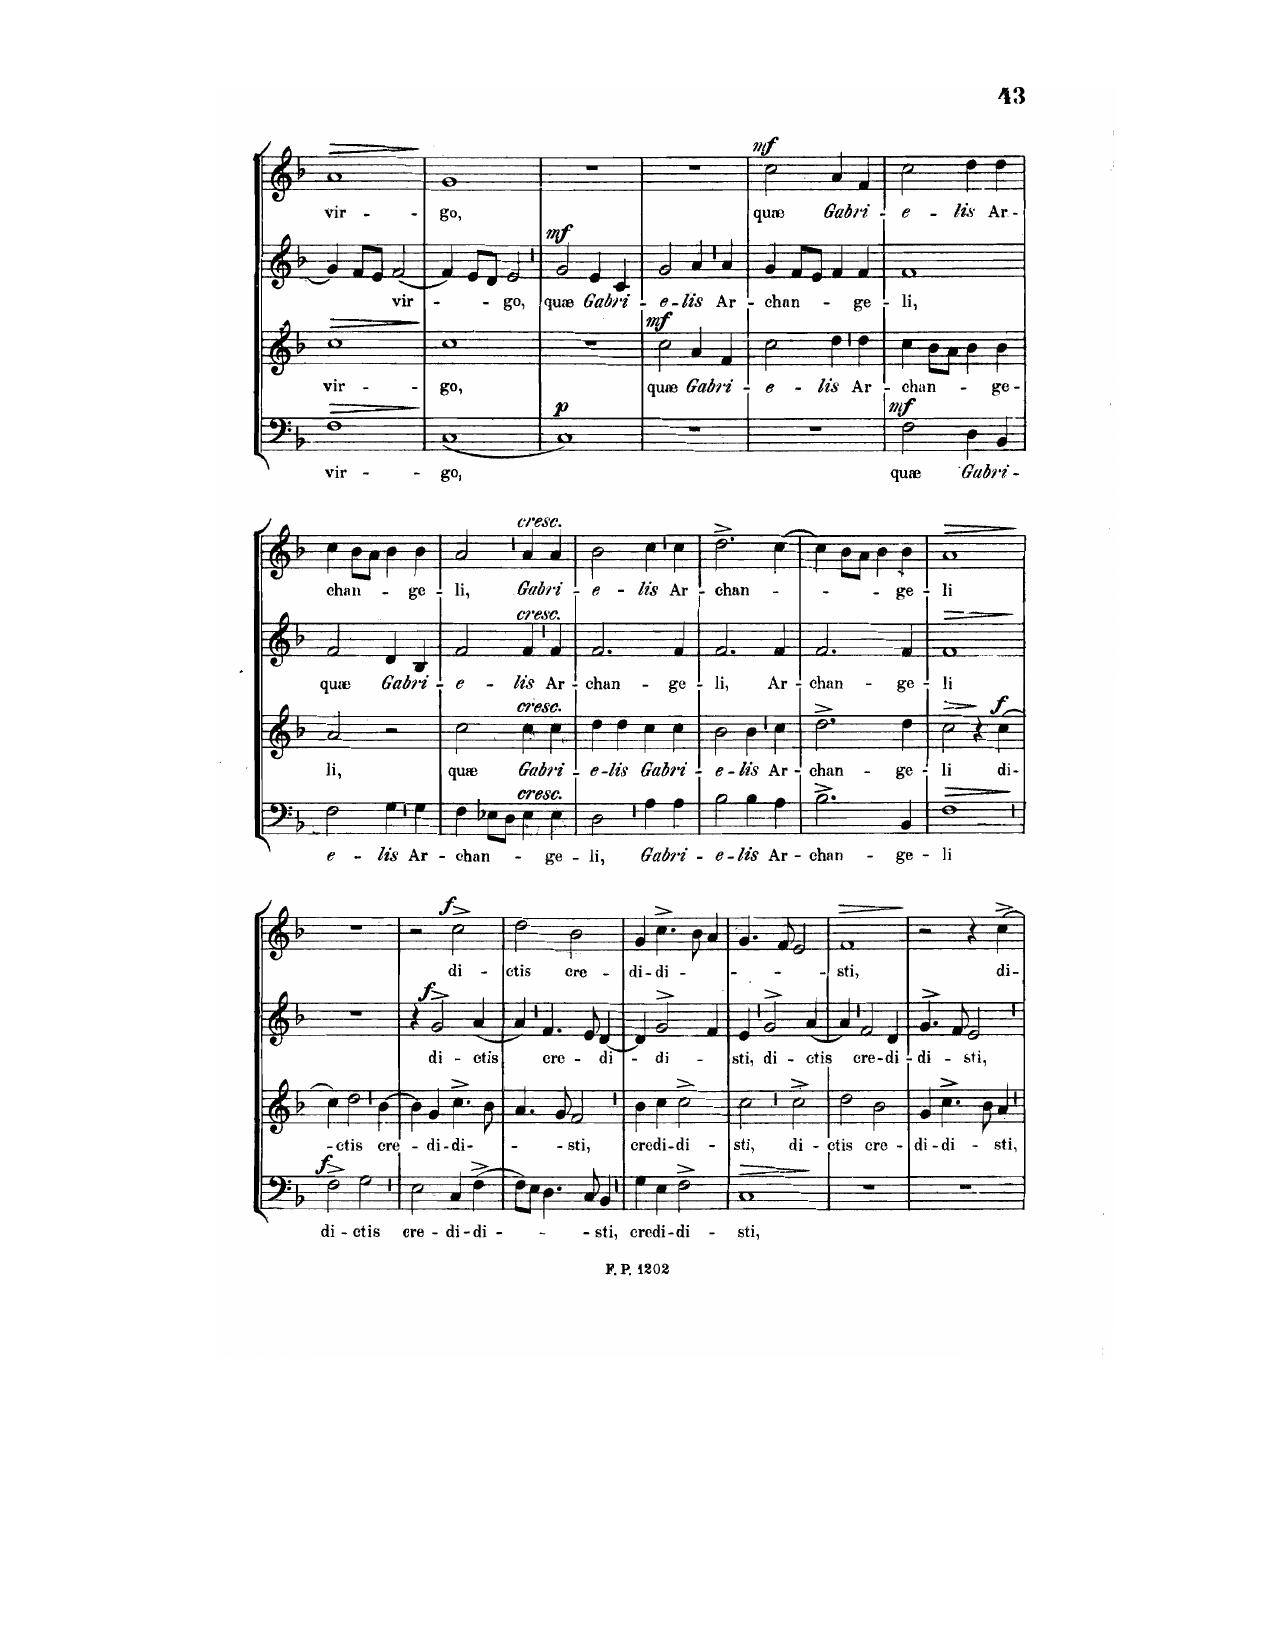 43
mf
vir - - go, quæ Gabri - e - lis Ar-
mf
vir - - go, quæ Gabri - e - lis Ar - chan - ge - li,
mf
vir - - go, quæ Gabri - e - lis Ar - chan - ge-
p mf
vir - - go, quæ Gabri -
cresc.
chan - ge - li, Gabri - e - lis Ar - chan - - - - ge - li
cresc.
quæ Gabri - e - lis Ar - chan - ge - li, Ar - chan - ge - li
cresc. f
li, quæ Gabri - e - lis Gabri - e - lis Ar - chan - ge - li di-
cresc.
e - lis Ar - chan - ge - li, Gabri - e - lis Ar - chan - ge - li
f
di - ctis cre - di - di - - - - sti, di-
f
di - ctis cre - di - di - sti, di - ctis cre - di - di - sti,
- ctis cre - di - di - - - sti, credi - di - sti, di - ctis cre - di - di - sti,
f
di - ctis cre - di - di - - - sti, credi - di - sti,
F. P. 1202